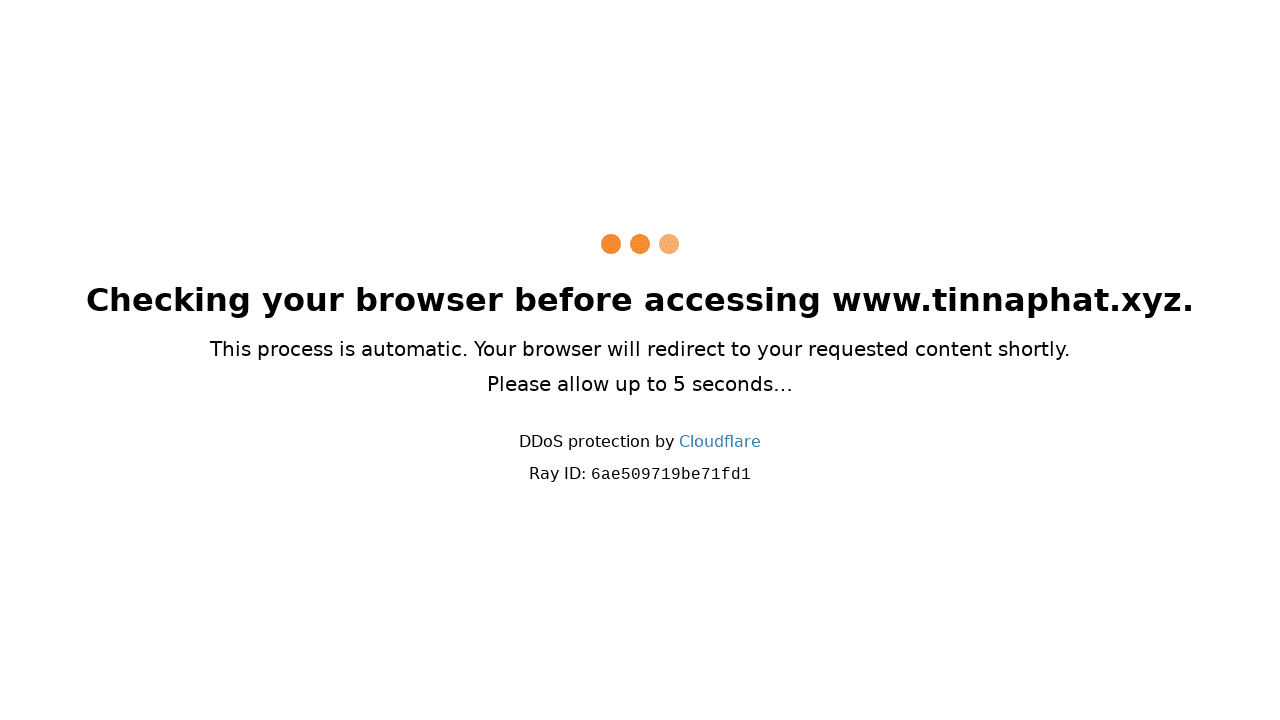 Checking your browser before accessing www.tinnaphat.xyz.
This process is automatic. Your browser will redirect to your requested content shortly.
Please allow up to 5 seconds…
DDoS protection by Cloudflare
Ray ID: 6ae509719be71fd1